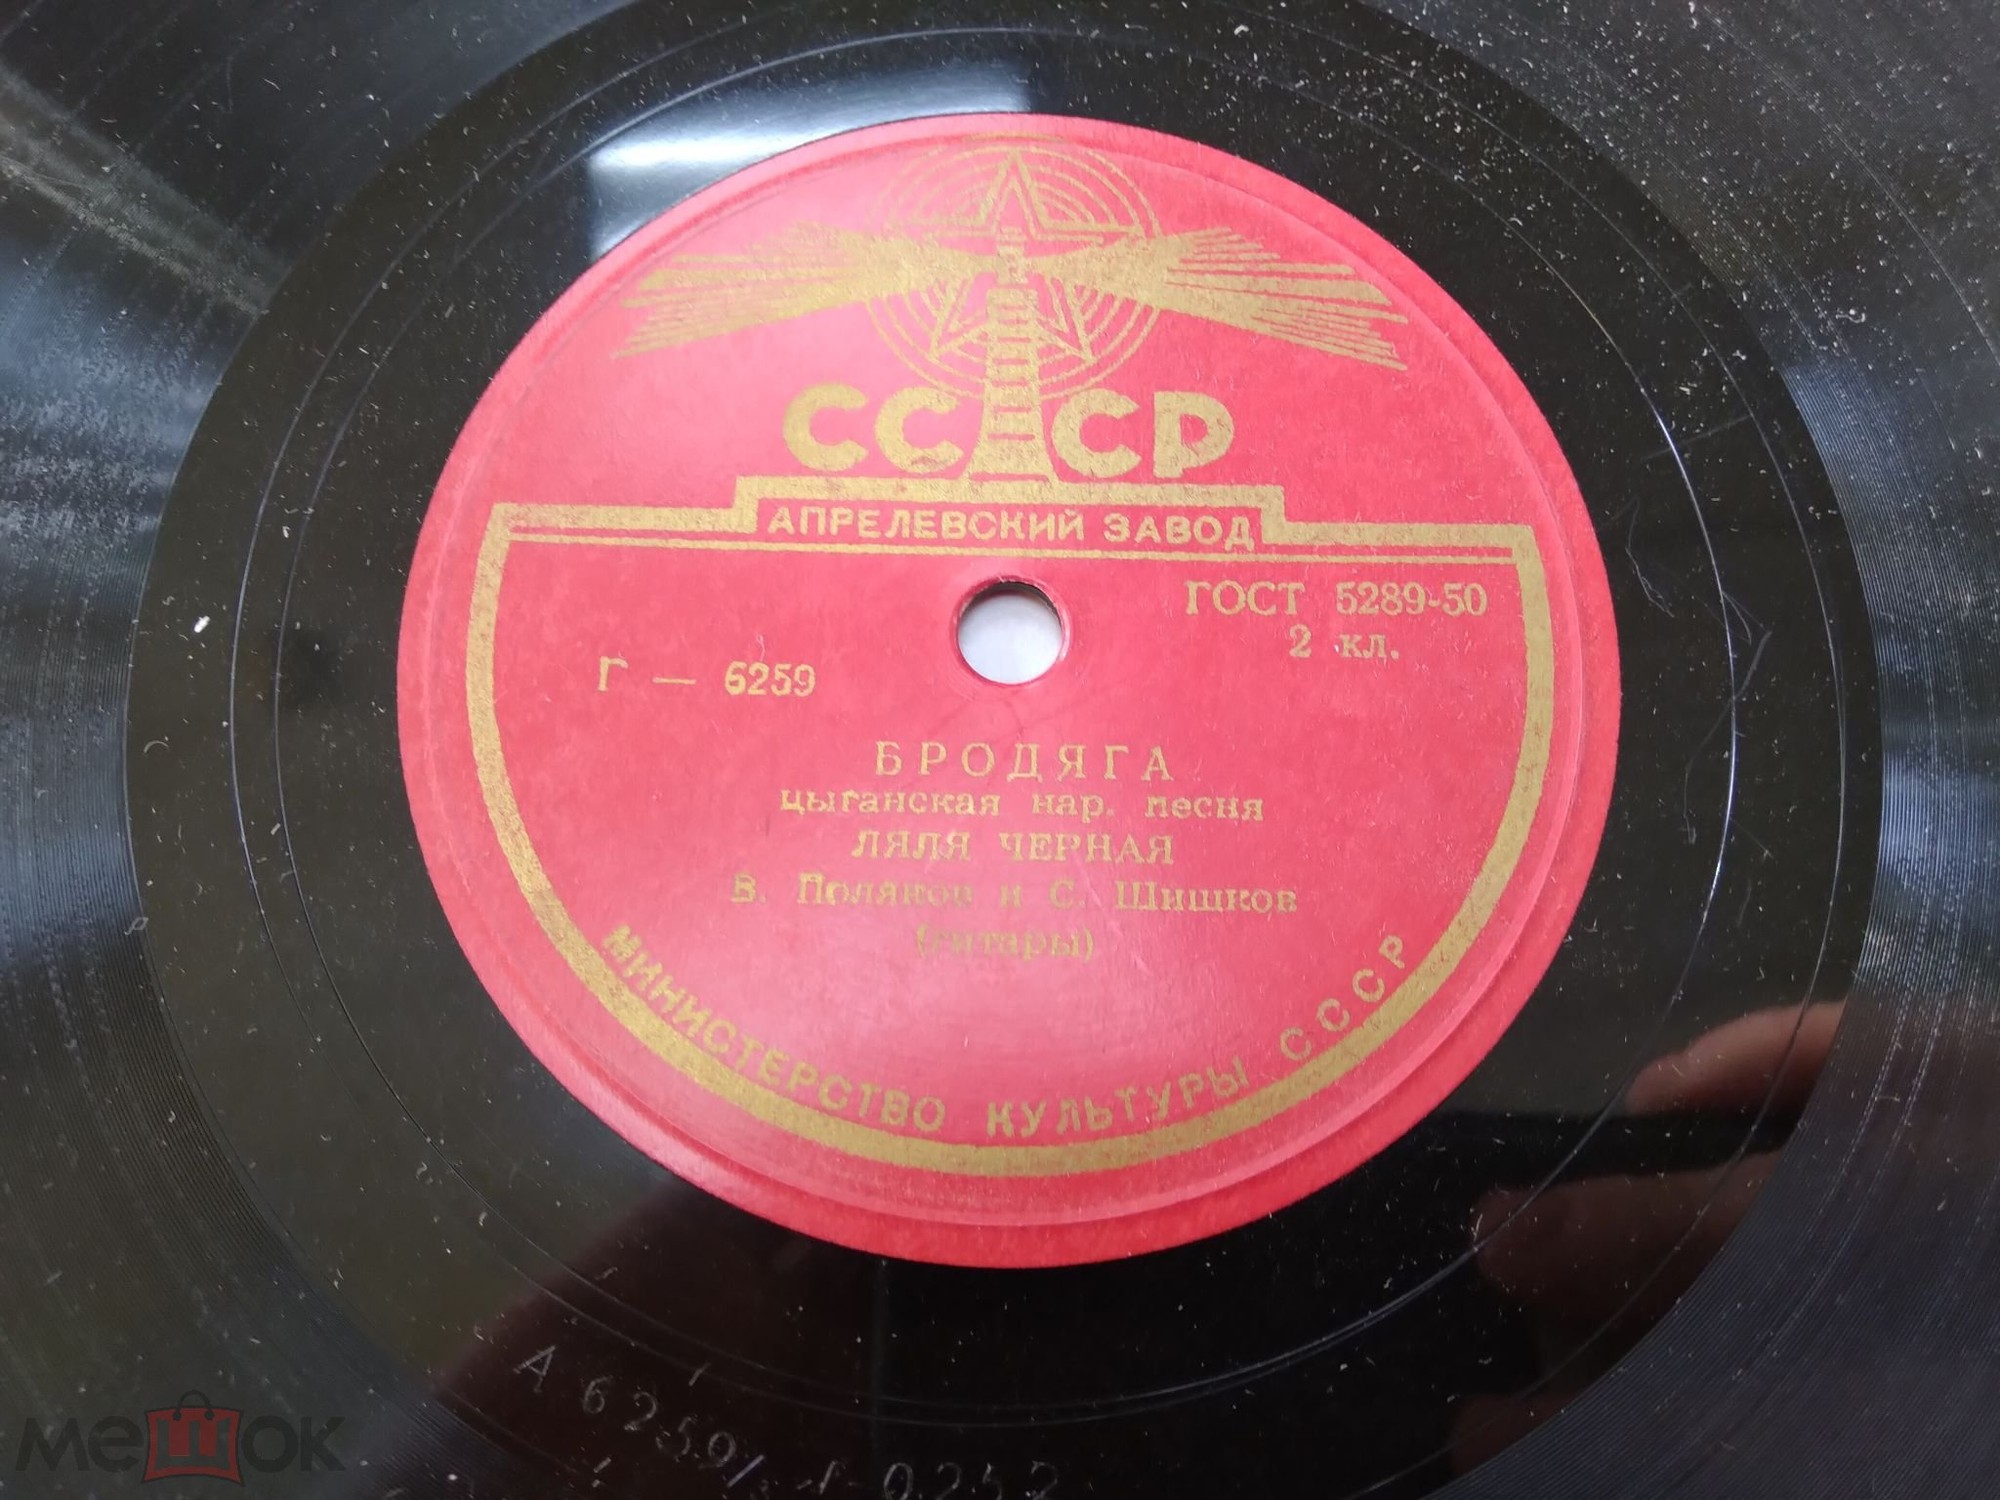 СССР
АПРЕЛЕВСКИЙ ЗАВОД
ГОСТ 5289-50
2 кл.
Г — 6259
БРОДЯГА
цыганская нар. песня
ЛЯЛЯ ЧЕРНАЯ
В. Поляков и С. Шишков
(гитары)
МИНИСТЕРСТВО КУЛЬТУРЫ СССР
А 6259/
мешок